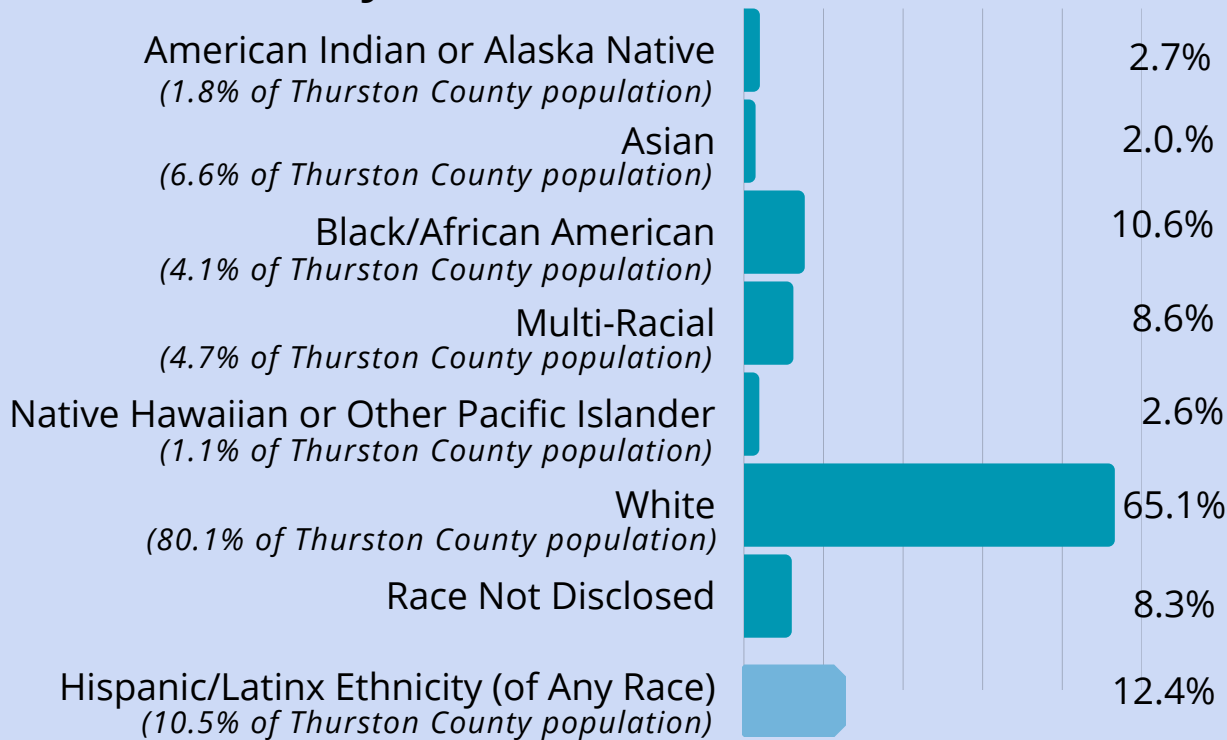 American Indian or Alaska Native
2.7%
(1.8% of Thurston County population)
Asian
2.0.%
(6.6% of Thurston County population)
Black/African American
10.6%
(4.1% of Thurston County population)
Multi-Racial
8.6%
(4.7% of Thurston County population)
Native Hawaiian or Other Pacific Islander
2.6%
(1.1% of Thurston County population)
White
65.1%
(80.1% of Thurston County population)
Race Not Disclosed
8.3%
Hispanic/Latinx Ethnicity (of Any Race)
12.4%
(10.5% of Thurston County population)